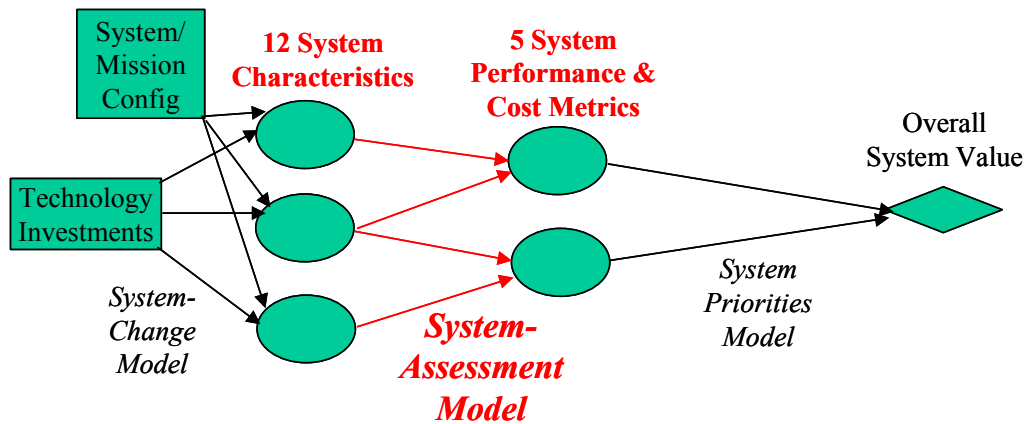 System/
Mission
Config
12 System
Characteristics
5 System
Performance &
Cost Metrics
Overall
System Value
Technology
Investments
System-
Change
Model
System-
Assessment
Model
System
Priorities
Model